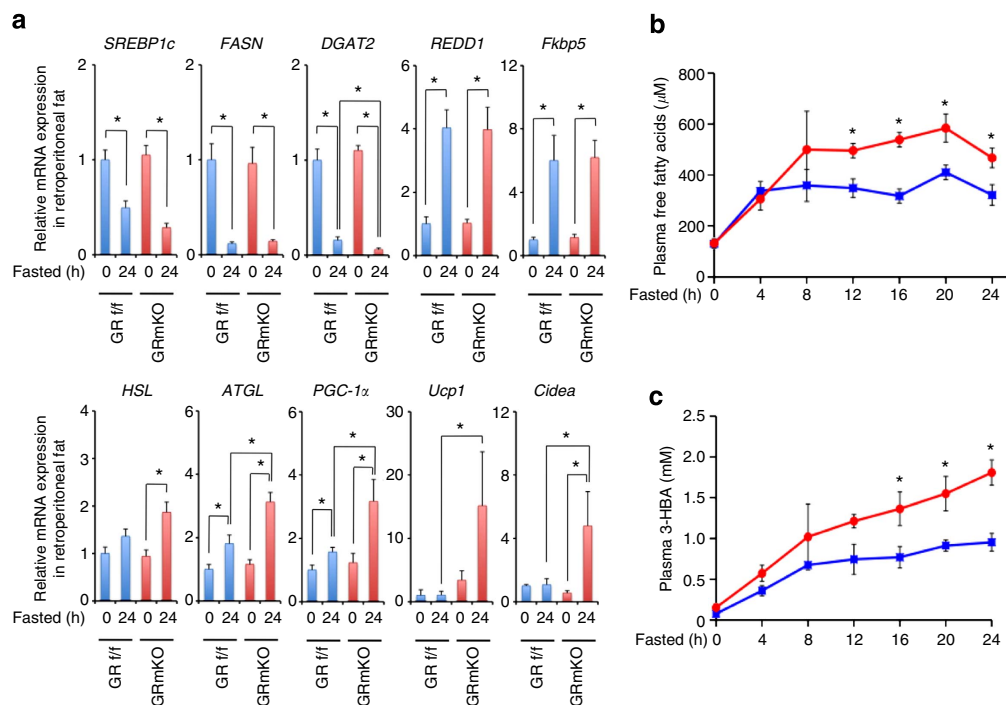 a
SREBP1c FASN DGAT2 REDD1 Fkbp5
Relative mRNA expression
in retroperitoneal fat
2 2 2 6 12
* * * * * * * * * *
4 8
1 1 1
2 4
0 0 0 0 0
Fasted (h) 0 24 0 24 0 24 0 24 0 24 0 24 0 24 0 24 0 24 0 24
GR f/f GRmKO GR f/f GRmKO GR f/f GRmKO GR f/f GRmKO GR f/f GRmKO
HSL ATGL PGC-1α Ucp1 Cidea
Relative mRNA expression
in retroperitoneal fat
4 6 6 30 12
* * * *
3
* * * *
4 4 20 8
2
* *
2 2 10 4
1
0 0 0 0 0
Fasted (h) 0 24 0 24 0 24 0 24 0 24 0 24 0 24 0 24 0 24 0 24
GR f/f GRmKO GR f/f GRmKO GR f/f GRmKO GR f/f GRmKO GR f/f GRmKO
b
Plasma free fatty acids (μM)
800
600
400
200
0
* * * *
Fasted (h) 0 4 8 12 16 20 24
c
Plasma 3-HBA (mM)
2.5
2.0
1.5
1.0
0.5
0
* * *
Fasted (h) 0 4 8 12 16 20 24